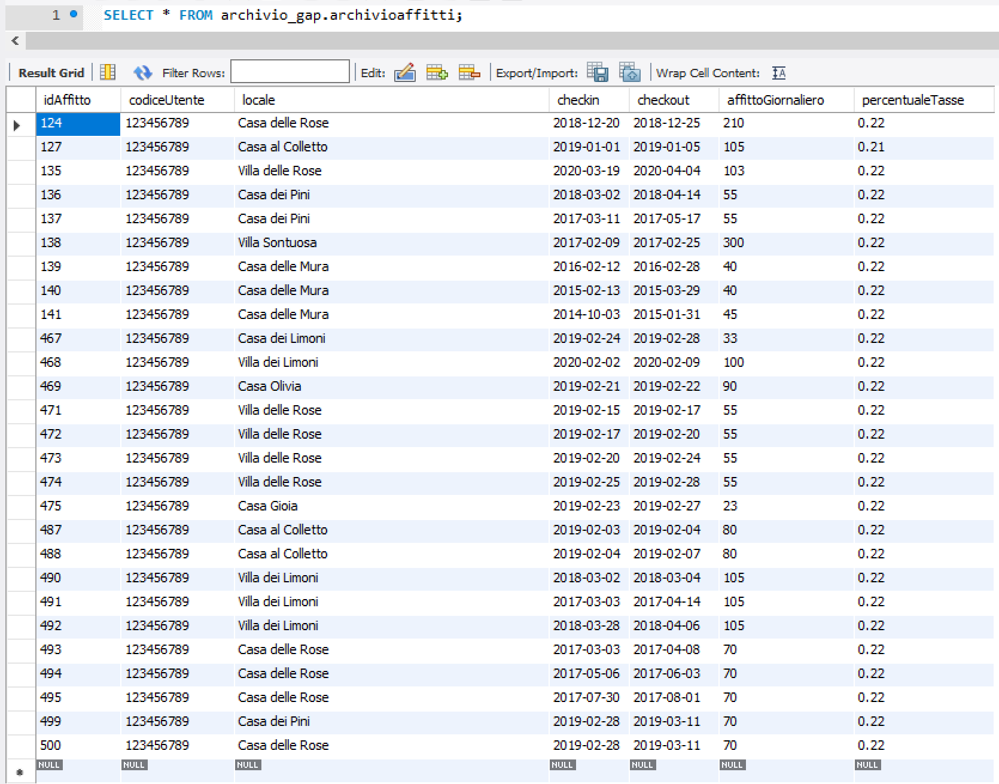 1 SELECT * FROM archivio_gap.archivioaffitti;
Result Grid Filter Rows: Edit: Export/Import: Wrap Cell Content: IA
idAffitto codiceUtente locale checkin checkout affittoGiornaliero percentualeTasse
124 123456789 Casa delle Rose 2018-12-20 2018-12-25 210 0.22
127 123456789 Casa al Colletto 2019-01-01 2019-01-05 105 0.21
135 123456789 Villa delle Rose 2020-03-19 2020-04-04 103 0.22
136 123456789 Casa dei Pini 2018-03-02 2018-04-14 55 0.22
137 123456789 Casa dei Pini 2017-03-11 2017-05-17 55 0.22
138 123456789 Villa Sontuosa 2017-02-09 2017-02-25 300 0.22
139 123456789 Casa delle Mura 2016-02-12 2016-02-28 40 0.22
140 123456789 Casa delle Mura 2015-02-13 2015-03-29 40 0.22
141 123456789 Casa delle Mura 2014-10-03 2015-01-31 45 0.22
467 123456789 Casa dei Limoni 2019-02-24 2019-02-28 33 0.22
468 123456789 Villa dei Limoni 2020-02-02 2020-02-09 100 0.22
469 123456789 Casa Olivia 2019-02-21 2019-02-22 90 0.22
471 123456789 Villa delle Rose 2019-02-15 2019-02-17 55 0.22
472 123456789 Villa delle Rose 2019-02-17 2019-02-20 55 0.22
473 123456789 Villa delle Rose 2019-02-20 2019-02-24 55 0.22
474 123456789 Villa delle Rose 2019-02-25 2019-02-28 55 0.22
475 123456789 Casa Gioia 2019-02-23 2019-02-27 23 0.22
487 123456789 Casa al Colletto 2019-02-03 2019-02-04 80 0.22
488 123456789 Casa al Colletto 2019-02-04 2019-02-07 80 0.22
490 123456789 Villa dei Limoni 2018-03-02 2018-03-04 105 0.22
491 123456789 Villa dei Limoni 2017-03-03 2017-04-14 105 0.22
492 123456789 Villa dei Limoni 2018-03-28 2018-04-06 105 0.22
493 123456789 Casa delle Rose 2017-03-03 2017-04-08 70 0.22
494 123456789 Casa delle Rose 2017-05-06 2017-06-03 70 0.22
495 123456789 Casa delle Rose 2017-07-30 2017-08-01 70 0.22
499 123456789 Casa dei Pini 2019-02-28 2019-03-11 70 0.22
500 123456789 Casa delle Rose 2019-02-28 2019-03-11 70 0.22
NULL NULL NULL NULL NULL NULL NULL